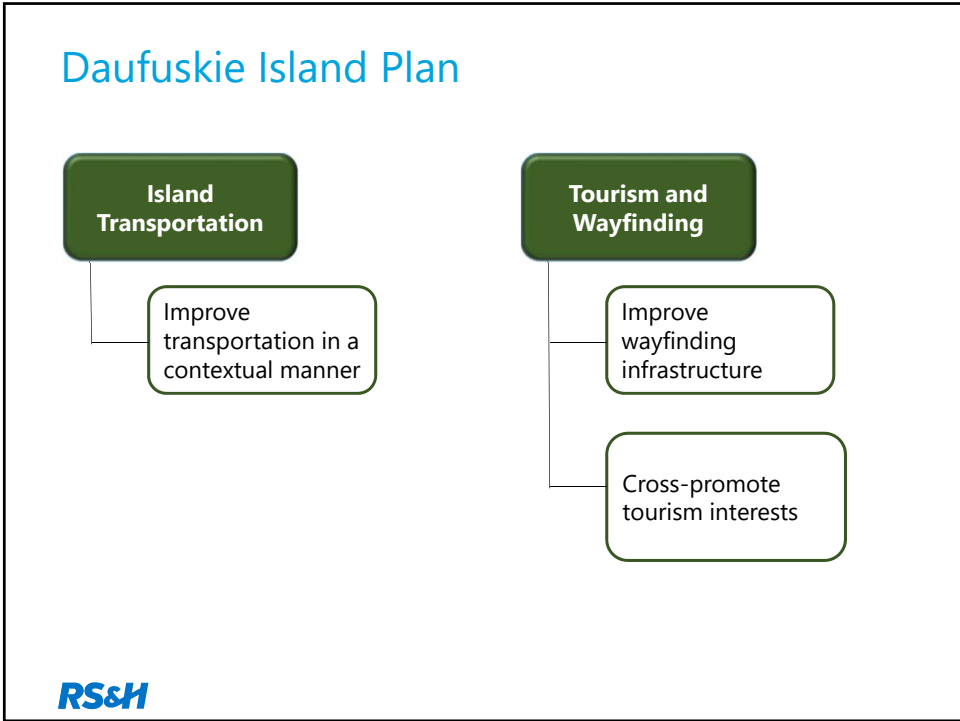 Daufuskie Island Plan
Island
Transportation
Improve
transportation in a
contextual manner
Tourism and
Wayfinding
Improve
wayfinding
infrastructure
Cross-promote
tourism interests
RS&H